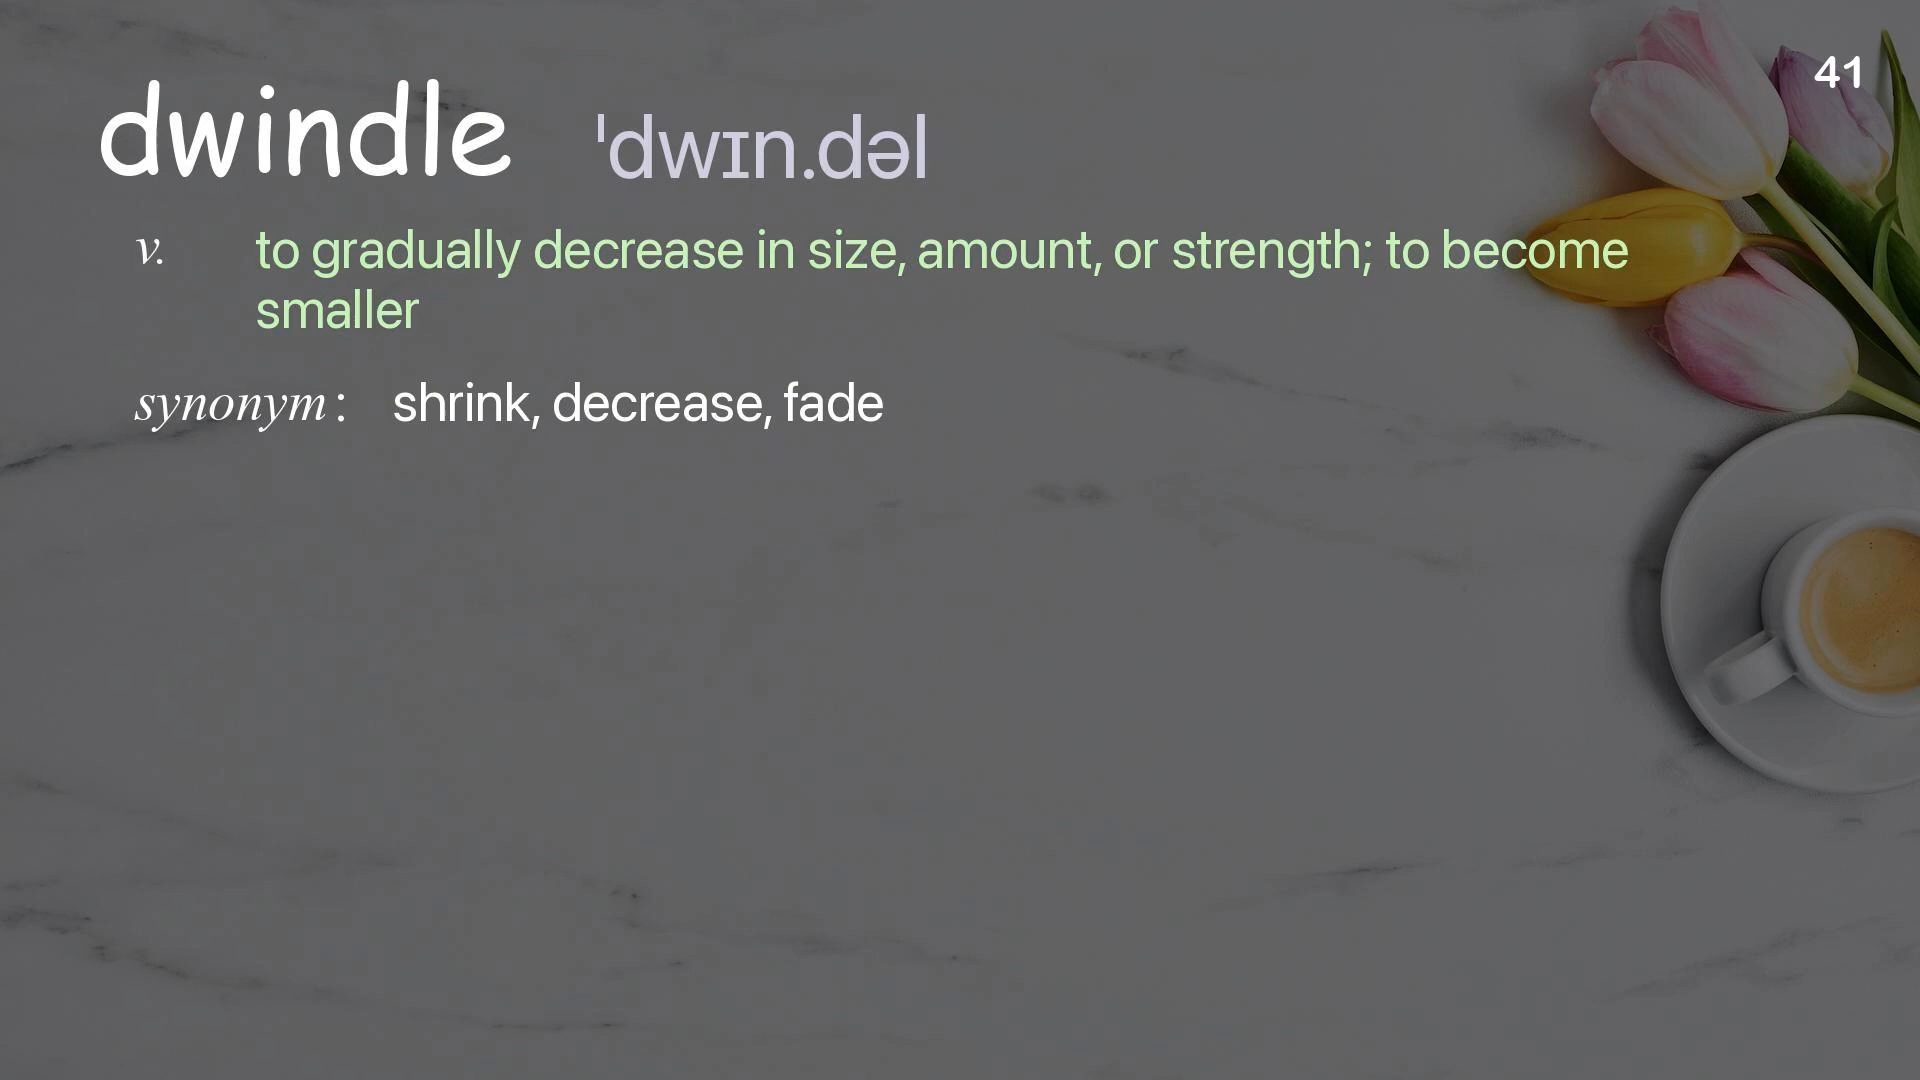 41
dwindle ˈdwɪn.dəl
v. to gradually decrease in size, amount, or strength; to become
smaller
synonym: shrink, decrease, fade